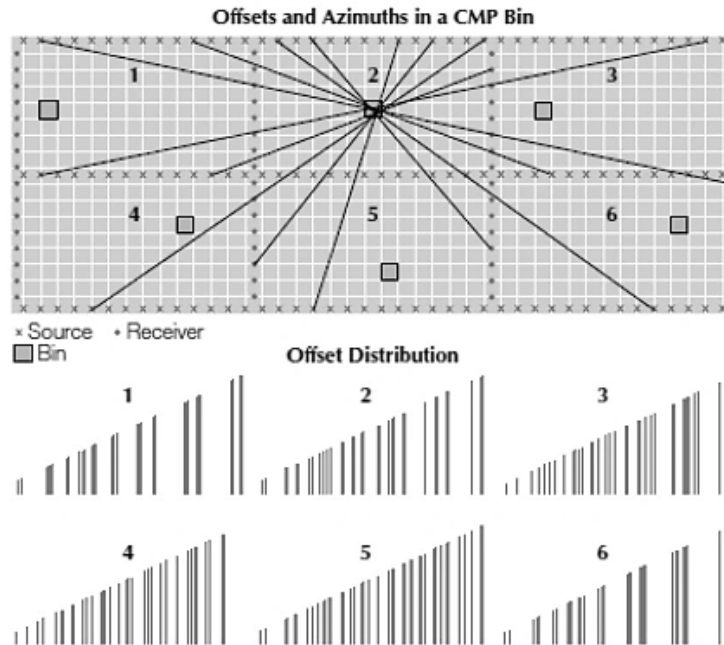 Offsets and Azimuths in a CMP Bin
1 2 3
4 5 6
× Source • Receiver
Bin
Offset Distribution
1 2 3
4 5 6